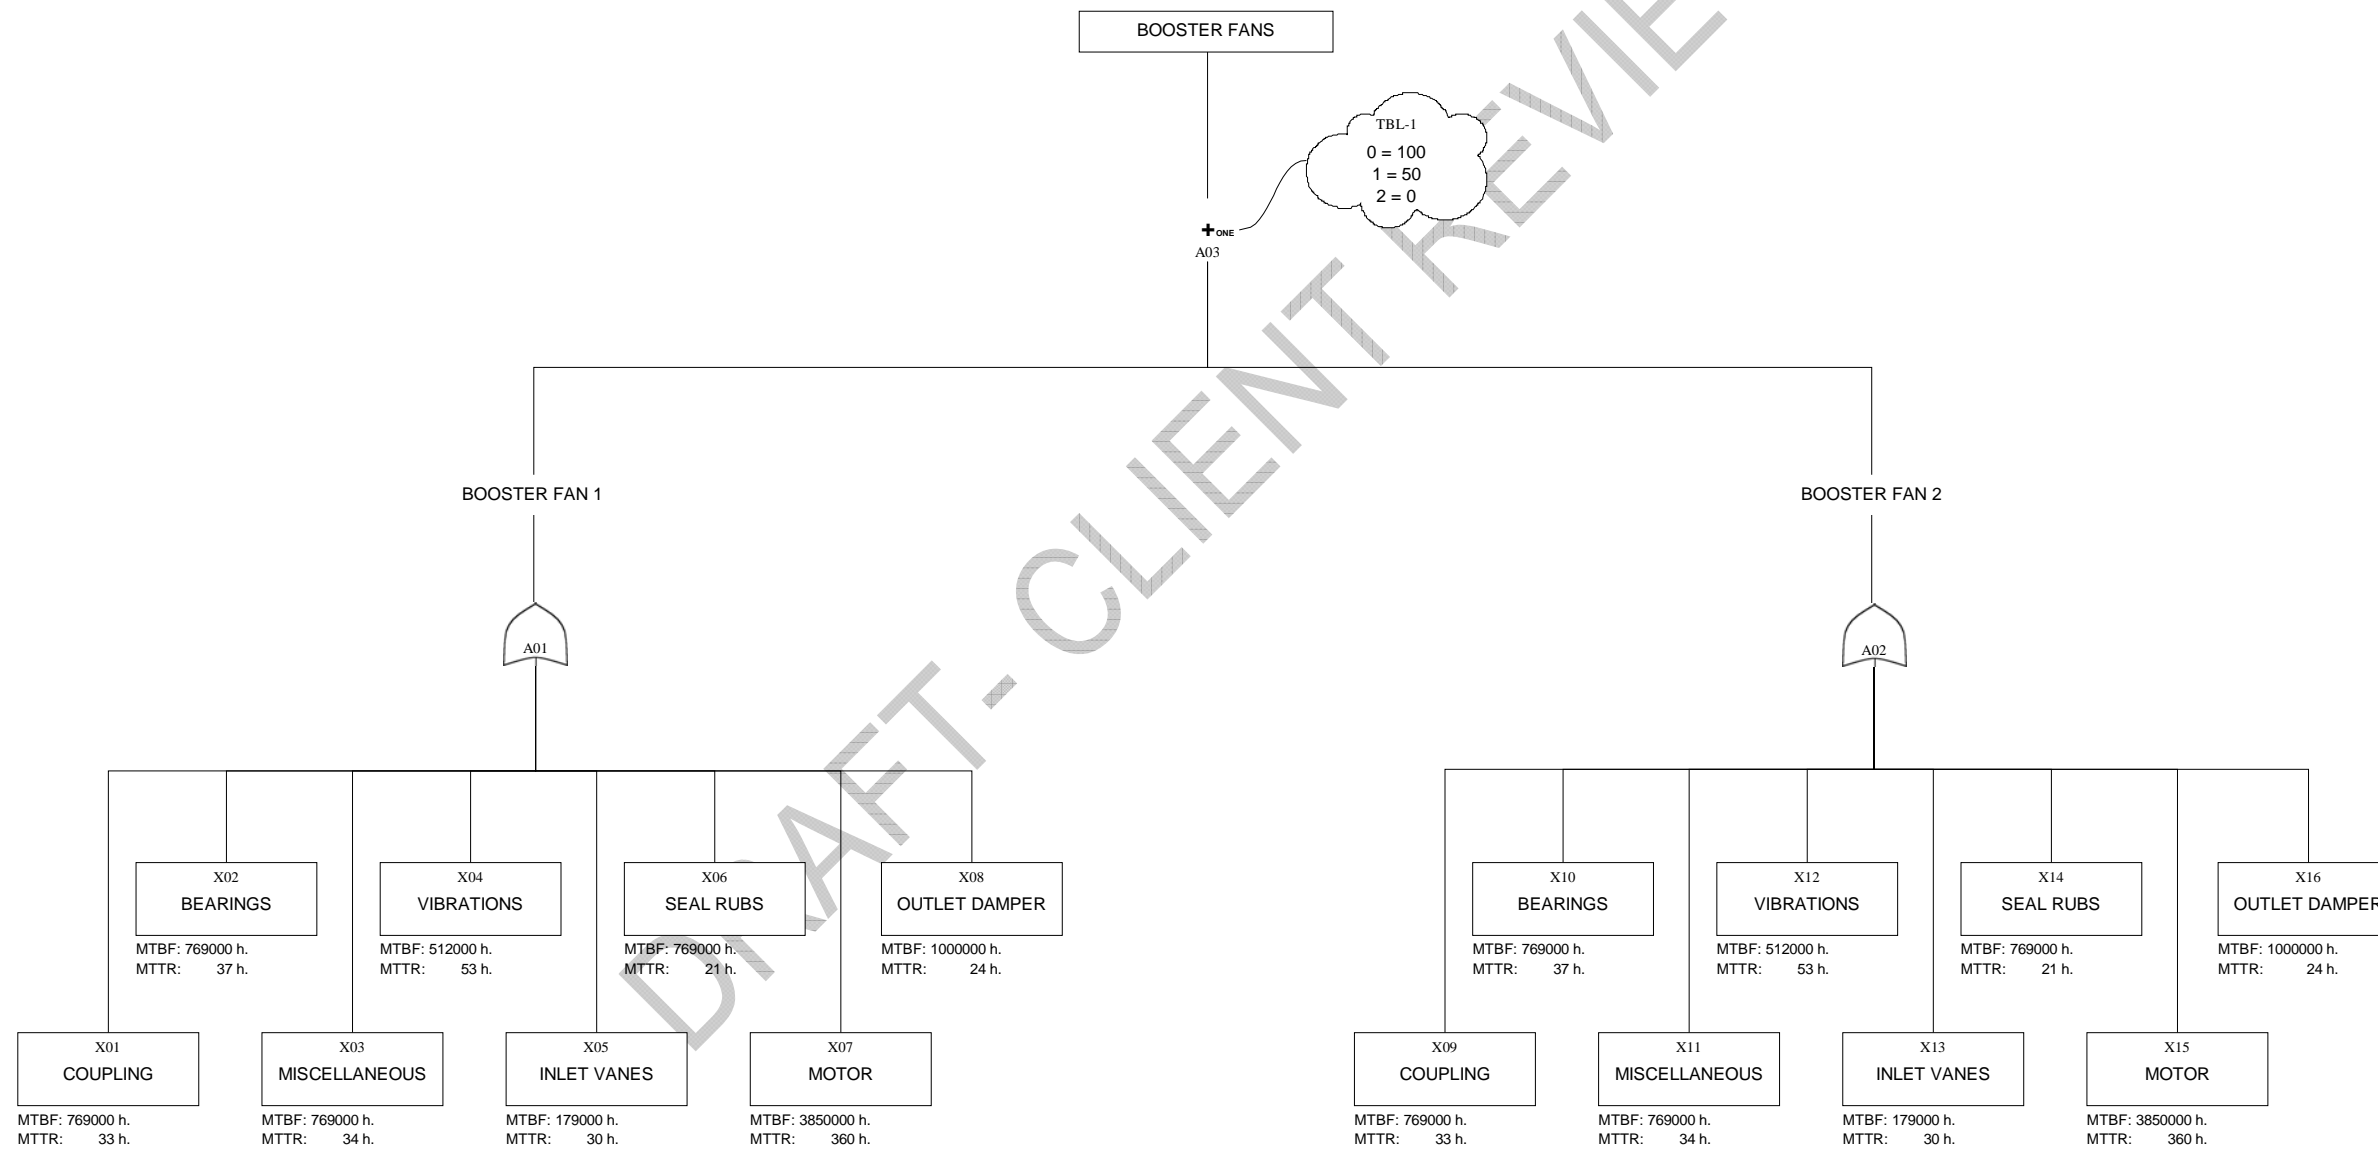 BOOSTER FANS
TBL-1
0 = 100
1 = 50
2 = 0
+ONE
A03
BOOSTER FAN 1
BOOSTER FAN 2
A01
A02
X02
BEARINGS
MTBF: 769000 h.
MTTR: 37 h.
X04
VIBRATIONS
MTBF: 512000 h.
MTTR: 53 h.
X06
SEAL RUBS
MTBF: 769000 h.
MTTR: 21 h.
X08
OUTLET DAMPER
MTBF: 1000000 h.
MTTR: 24 h.
X10
BEARINGS
MTBF: 769000 h.
MTTR: 37 h.
X12
VIBRATIONS
MTBF: 512000 h.
MTTR: 53 h.
X14
SEAL RUBS
MTBF: 769000 h.
MTTR: 21 h.
X16
OUTLET DAMPER
MTBF: 1000000 h.
MTTR: 24 h.
X01
COUPLING
MTBF: 769000 h.
MTTR: 33 h.
X03
MISCELLANEOUS
MTBF: 769000 h.
MTTR: 34 h.
X05
INLET VANES
MTBF: 179000 h.
MTTR: 30 h.
X07
MOTOR
MTBF: 3850000 h.
MTTR: 360 h.
X09
COUPLING
MTBF: 769000 h.
MTTR: 33 h.
X11
MISCELLANEOUS
MTBF: 769000 h.
MTTR: 34 h.
X13
INLET VANES
MTBF: 179000 h.
MTTR: 30 h.
X15
MOTOR
MTBF: 3850000 h.
MTTR: 360 h.
DRAFT - CLIENT REVIE